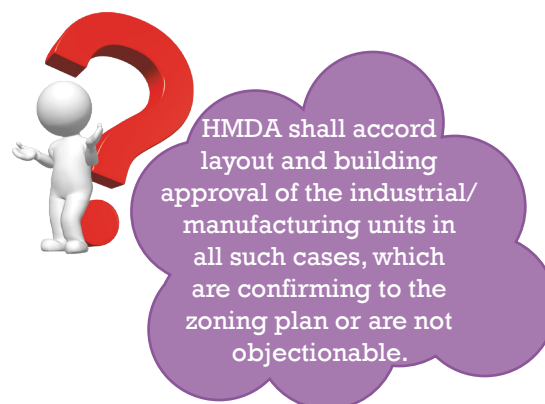 HMDA shall accord
layout and building
approval of the industrial/
manufacturing units in
all such cases, which
are confirming to the
zoning plan or are not
objectionable.